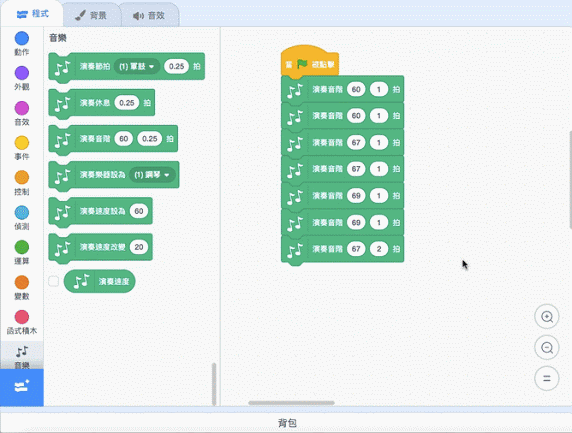 程式
背景
音效
動作
外觀
音效
事件
控制
偵測
運算
變數
函式積木
音樂
音樂
演奏節拍 (1) 軍鼓 0.25 拍
演奏休息 0.25 拍
演奏音階 60 0.25 拍
演奏樂器設為 (1) 鋼琴
演奏速度設為 60
演奏速度改變 20
演奏速度
當 被點擊
演奏音階 60 1 拍
演奏音階 60 1 拍
演奏音階 67 1 拍
演奏音階 67 1 拍
演奏音階 69 1 拍
演奏音階 69 1 拍
演奏音階 67 2 拍
背包